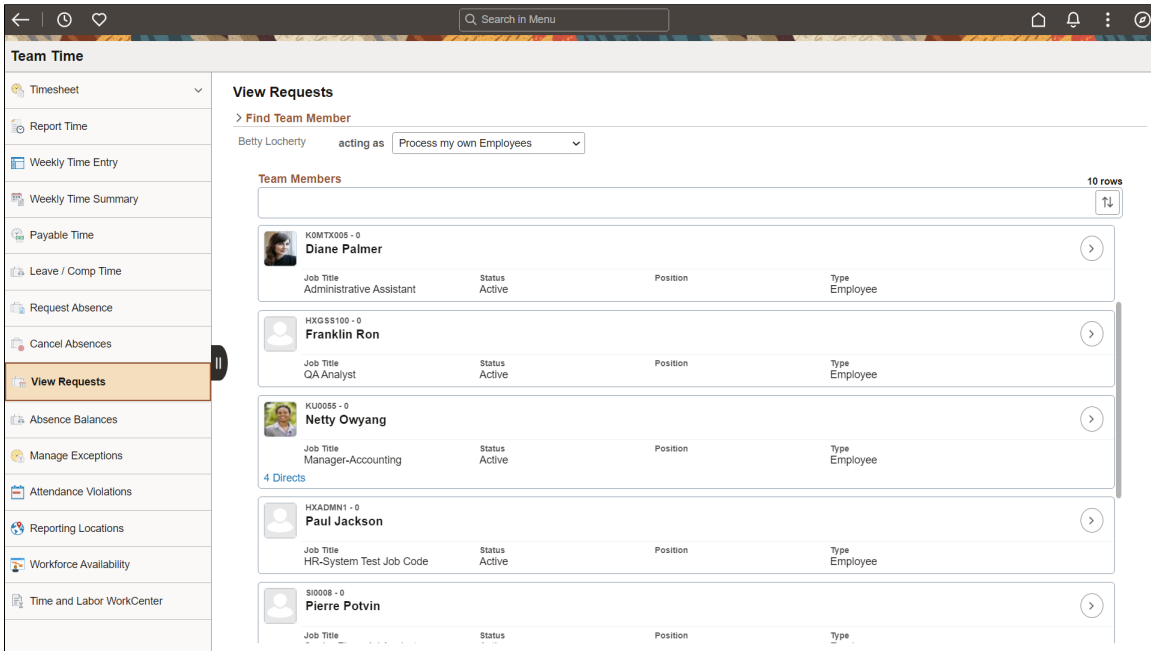 Search in Menu
Team Time
Timesheet
Report Time
Weekly Time Entry
Weekly Time Summary
Payable Time
Leave / Comp Time
Request Absence
Cancel Absences
View Requests
Absence Balances
Manage Exceptions
Attendance Violations
Reporting Locations
Workforce Availability
Time and Labor WorkCenter
View Requests
Find Team Member
Betty Locherty acting as Process my own Employees
Team Members 10 rows
K0MTX005 - 0
Diane Palmer
Job Title Status Position Type
Administrative Assistant Active Employee
HXGSS100 - 0
Franklin Ron
Job Title Status Position Type
QA Analyst Active Employee
KU0055 - 0
Netty Owyang
Job Title Status Position Type
Manager-Accounting Active Employee
4 Directs
HXADMN1 - 0
Paul Jackson
Job Title Status Position Type
HR-System Test Job Code Active Employee
SI0008 - 0
Pierre Potvin
Job Title Status Position Type